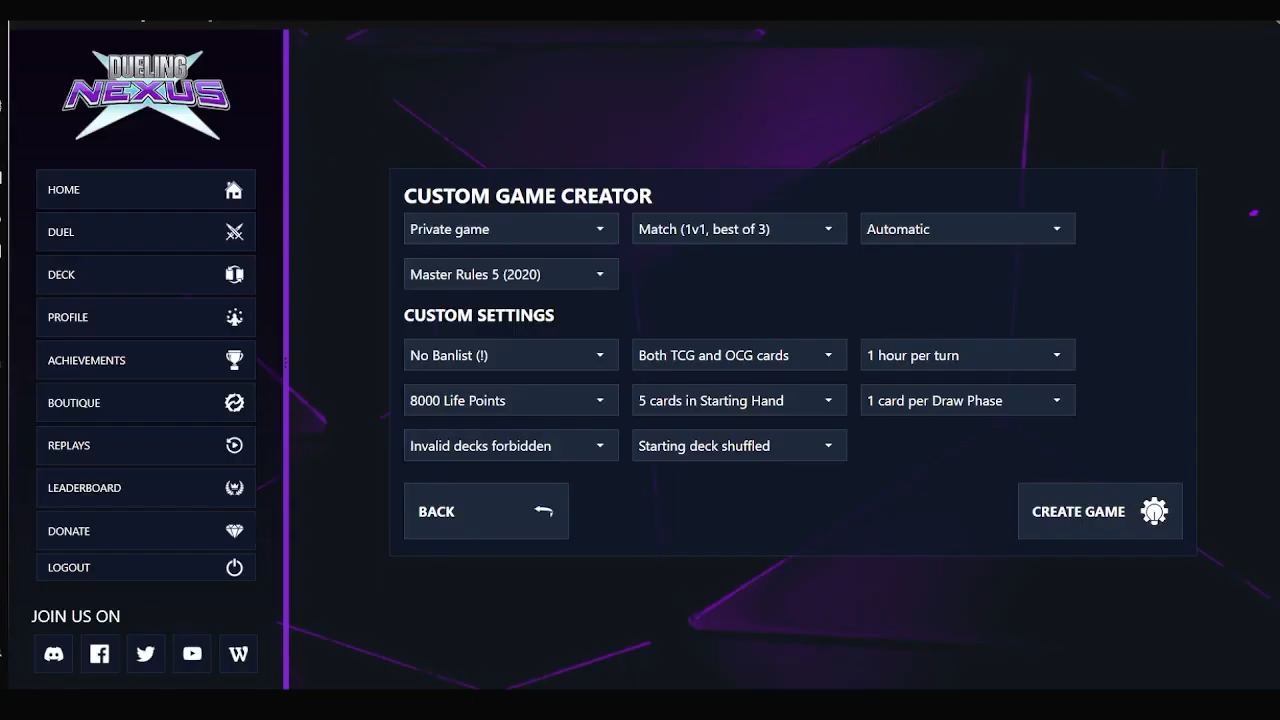 DUELING
NEXUS
HOME
DUEL
DECK
PROFILE
ACHIEVEMENTS
BOUTIQUE
REPLAYS
LEADERBOARD
DONATE
LOGOUT
JOIN US ON
W
CUSTOM GAME CREATOR
Private game Match (1v1, best of 3) Automatic
Master Rules 5 (2020)
CUSTOM SETTINGS
No Banlist (!) Both TCG and OCG cards 1 hour per turn
8000 Life Points 5 cards in Starting Hand 1 card per Draw Phase
Invalid decks forbidden Starting deck shuffled
BACK CREATE GAME